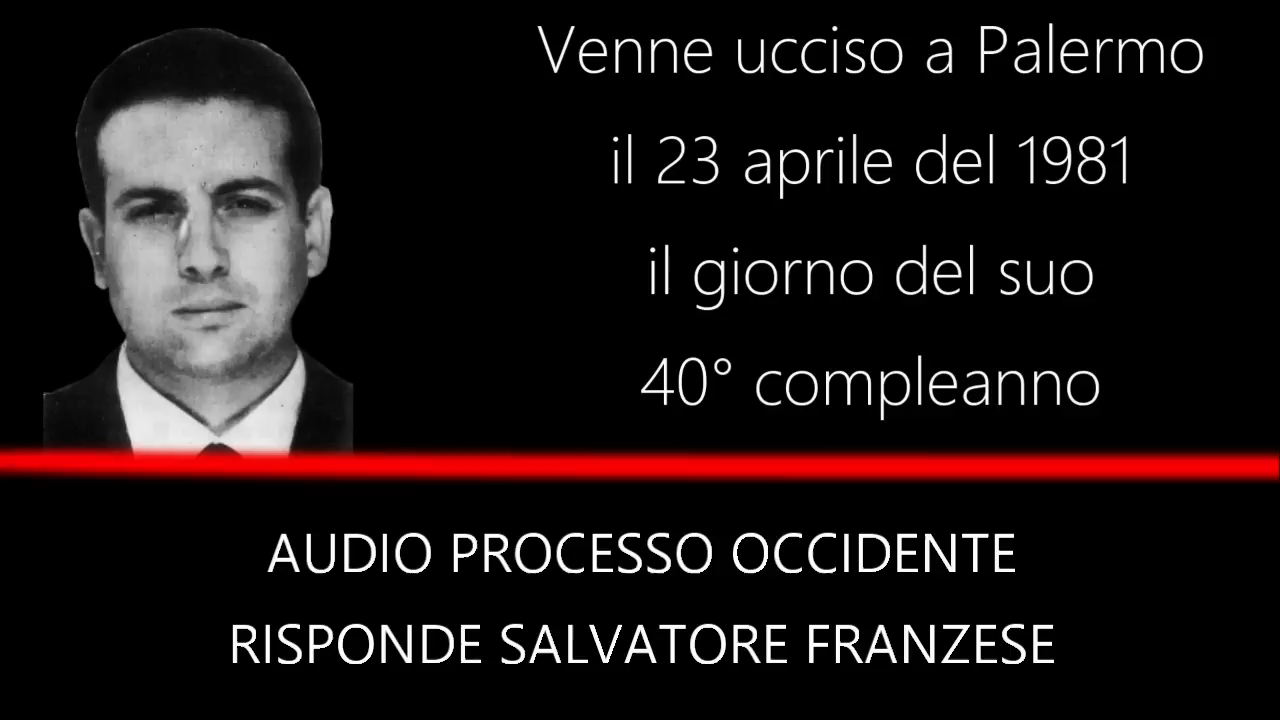 Venne ucciso a Palermo
il 23 aprile del 1981
il giorno del suo
40° compleanno
AUDIO PROCESSO OCCIDENTE
RISPONDE SALVATORE FRANZESE